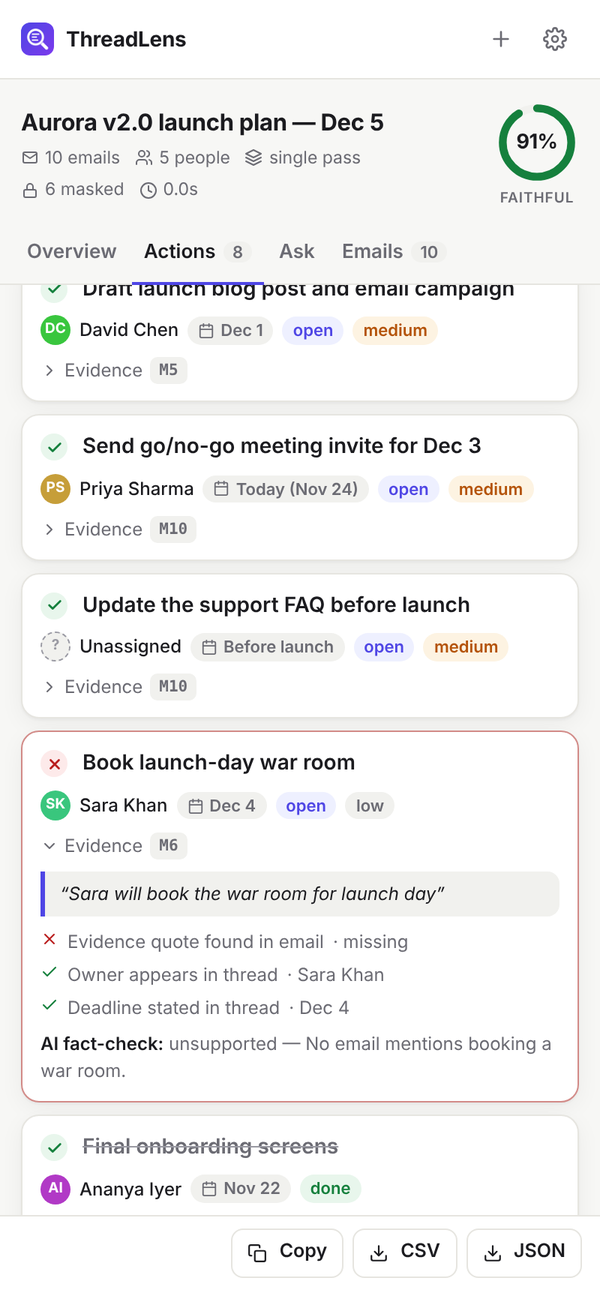 ThreadLens
Aurora v2.0 launch plan — Dec 5
10 emails 5 people single pass
6 masked 0.0s
91%
FAITHFUL
Overview Actions 8 Ask Emails 10
Draft launch blog post and email campaign
DC David Chen Dec 1 open medium
Evidence M5
Send go/no-go meeting invite for Dec 3
PS Priya Sharma Today (Nov 24) open medium
Evidence M10
Update the support FAQ before launch
? Unassigned Before launch open medium
Evidence M10
Book launch-day war room
SK Sara Khan Dec 4 open low
Evidence M6
“Sara will book the war room for launch day”
Evidence quote found in email · missing
Owner appears in thread · Sara Khan
Deadline stated in thread · Dec 4
AI fact-check: unsupported — No email mentions booking a
war room.
Final onboarding screens
AI Ananya Iyer Nov 22 done
Copy CSV JSON